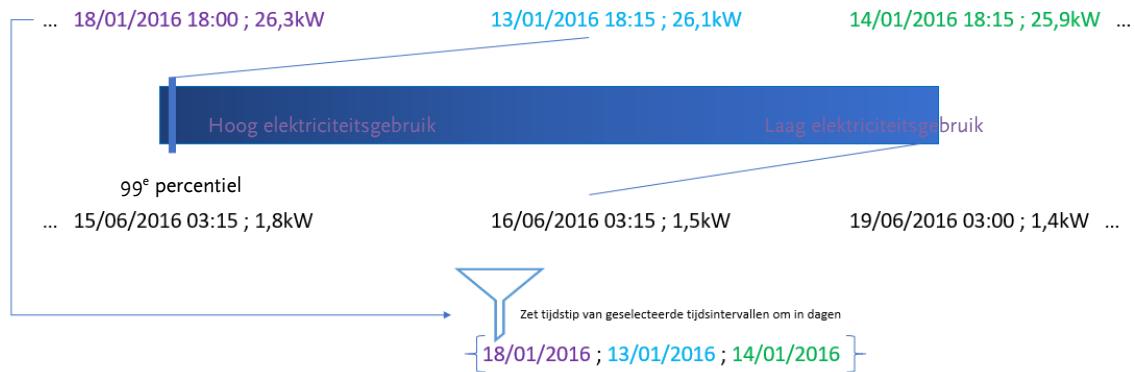 ... 18/01/2016 18:00 ; 26,3kW 13/01/2016 18:15 ; 26,1kW 14/01/2016 18:15 ; 25,9kW ...
Hoog elektriciteitsgebruik Laag elektriciteitsgebruik
99e percentiel
... 15/06/2016 03:15 ; 1,8kW 16/06/2016 03:15 ; 1,5kW 19/06/2016 03:00 ; 1,4kW ...
Zet tijdstip van geselecteerde tijdsintervallen om in dagen
{18/01/2016 ; 13/01/2016 ; 14/01/2016}